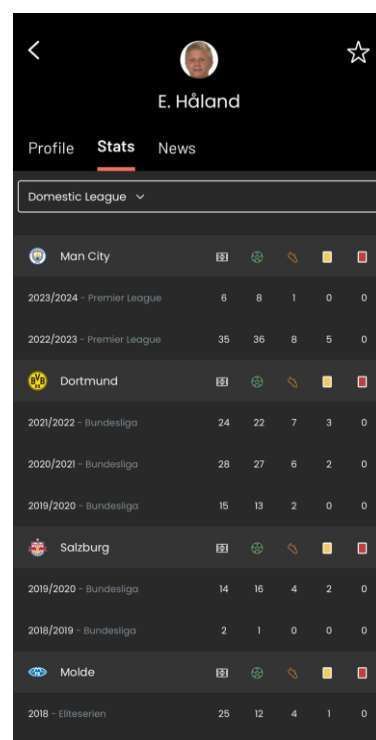 E. Håland
Profile Stats News
Domestic League
Man City
2023/2024 - Premier League 6 8 1 0 0
2022/2023 - Premier League 35 36 8 5 0
Dortmund
2021/2022 - Bundesliga 24 22 7 3 0
2020/2021 - Bundesliga 28 27 6 2 0
2019/2020 - Bundesliga 15 13 2 0 0
Salzburg
2019/2020 - Bundesliga 14 16 4 2 0
2018/2019 - Bundesliga 2 1 0 0 0
Molde
2018 - Eliteserien 25 12 4 1 0